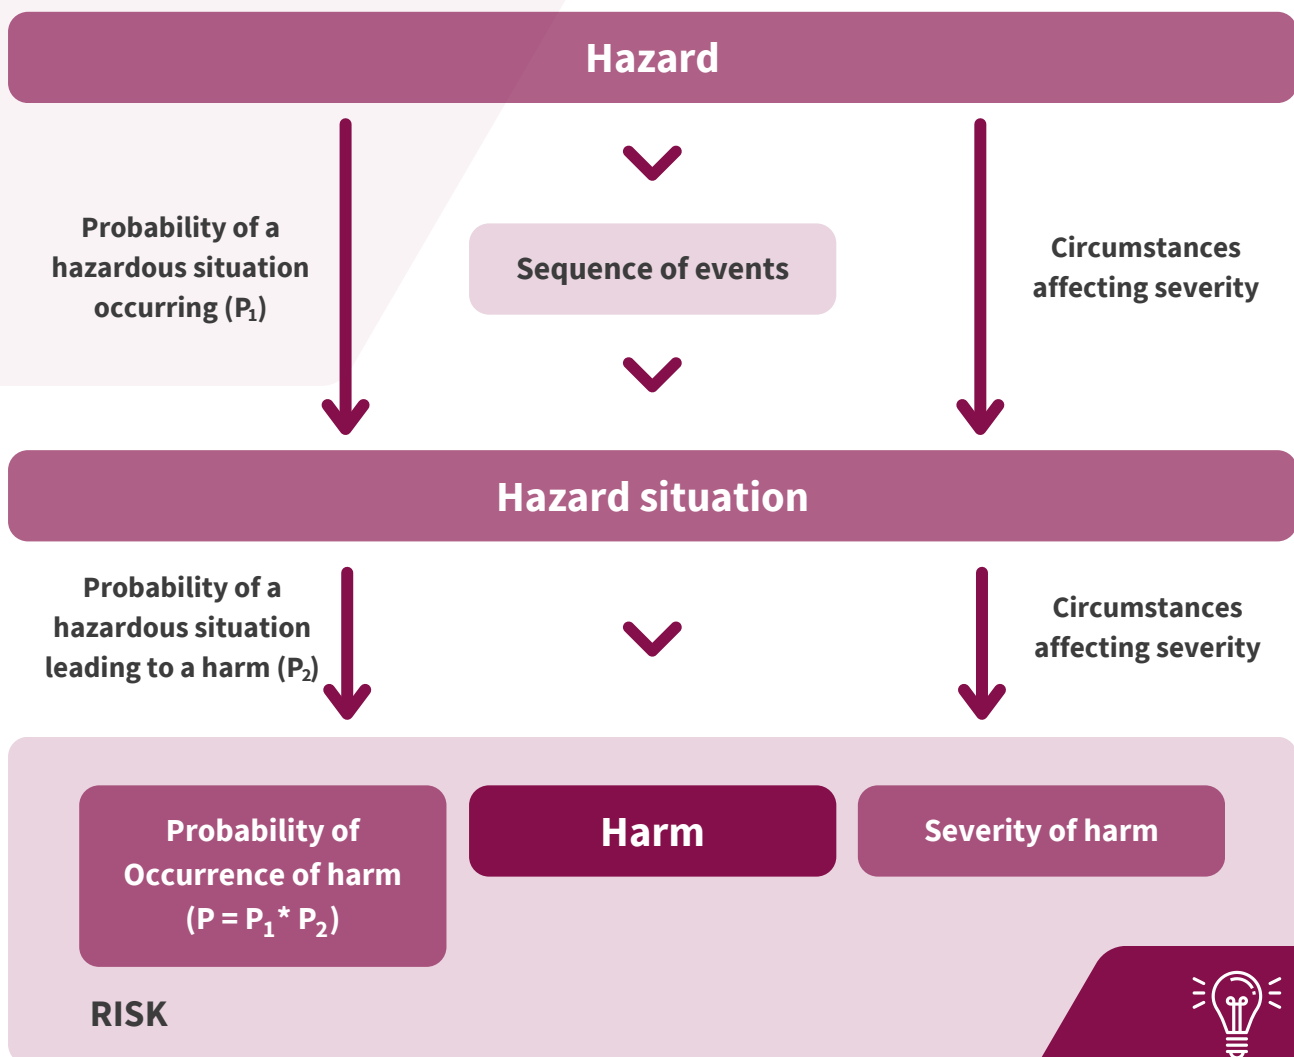 Hazard
Probability of a
hazardous situation
occurring (P₁)
Sequence of events
Circumstances
affecting severity
Hazard situation
Probability of a
hazardous situation
leading to a harm (P₂)
Circumstances
affecting severity
Probability of
Occurrence of harm
(P = P₁* P₂)
Harm
Severity of harm
RISK